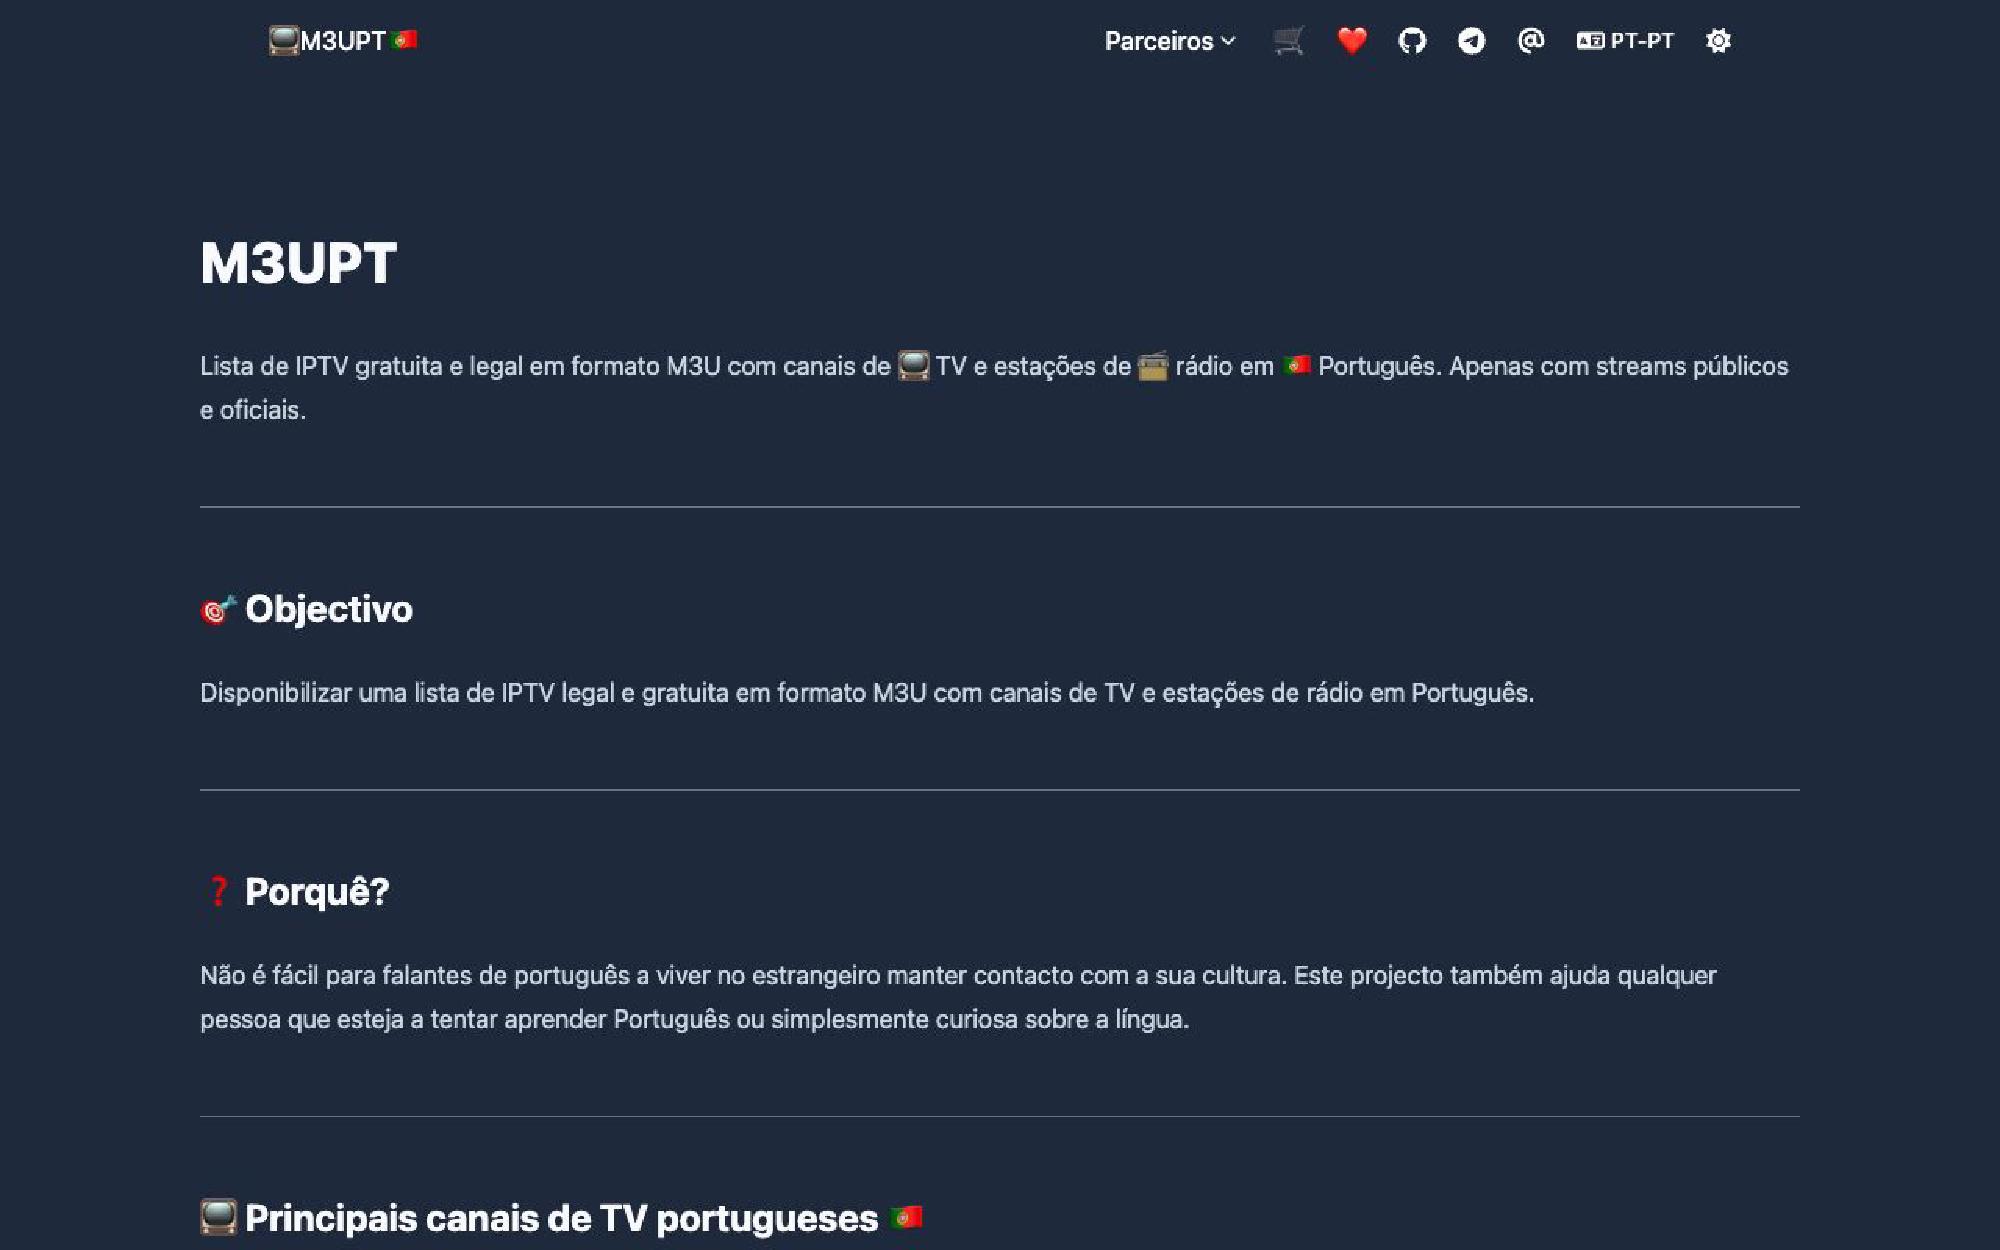 M3UPT
Parceiros
PT-PT
M3UPT
Lista de IPTV gratuita e legal em formato M3U com canais de TV e estações de rádio em Português. Apenas com streams públicos
e oficiais.
Objectivo
Disponibilizar uma lista de IPTV legal e gratuita em formato M3U com canais de TV e estações de rádio em Português.
Porquê?
Não é fácil para falantes de português a viver no estrangeiro manter contacto com a sua cultura. Este projecto também ajuda qualquer
pessoa que esteja a tentar aprender Português ou simplesmente curiosa sobre a língua.
Principais canais de TV portugueses